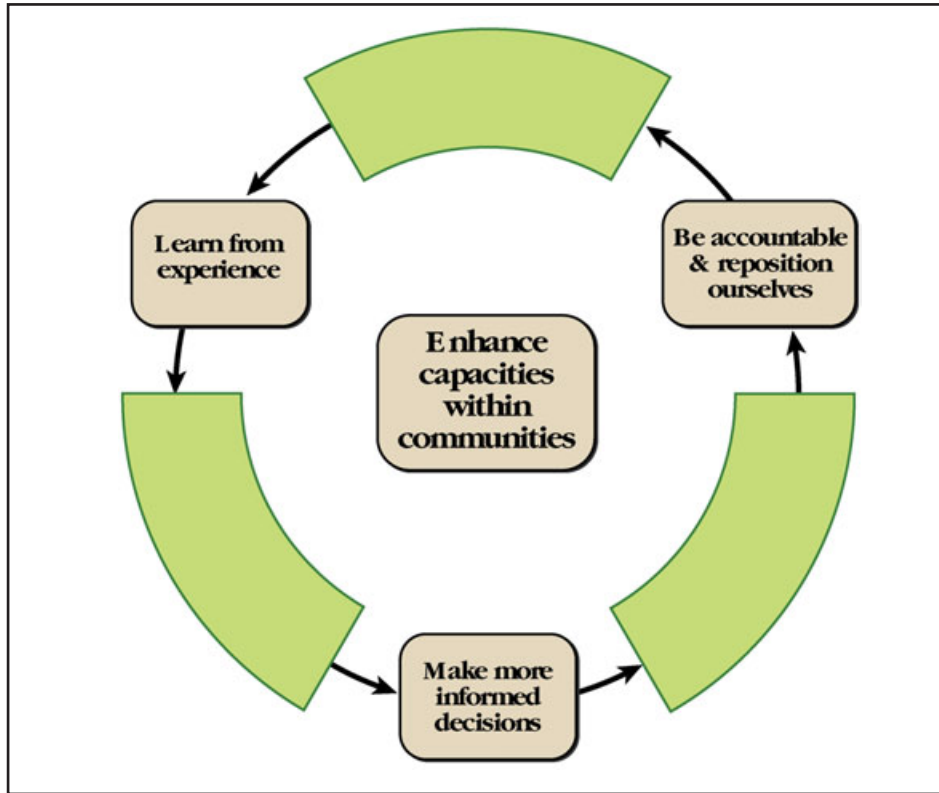 Learn from
experience
Be accountable
& reposition
ourselves
Enhance
capacities
within
communities
Make more
informed
decisions